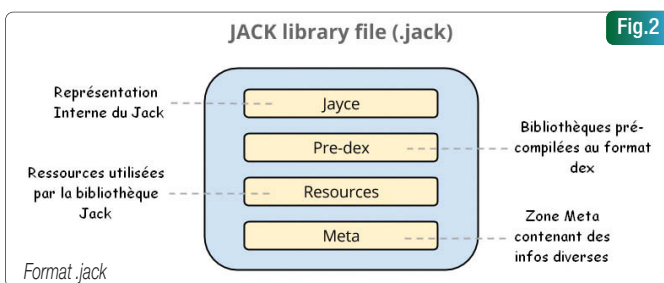 JACK library file (.jack)
Fig.2
Représentation
Interne du Jack
Jayce
Bibliothèques pré-
compilées au format
dex
Pre-dex
Ressources utilisées
par la bibliothèque
Jack
Resources
Zone Meta
contenant des
infos diverses
Meta
Format .jack